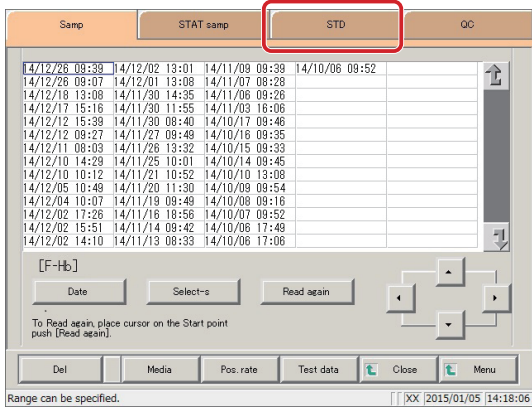 Samp STAT samp STD QC
14/12/26 09:39 14/12/02 13:01 14/11/09 09:39 14/10/06 09:52
14/12/26 09:07 14/12/01 13:08 14/11/07 08:28
14/12/18 13:08 14/11/30 14:35 14/11/06 09:26
14/12/17 15:16 14/11/30 11:55 14/11/03 16:06
14/12/12 15:39 14/11/30 08:40 14/10/17 09:46
14/12/12 09:27 14/11/27 09:49 14/10/16 09:35
14/12/11 08:03 14/11/26 13:32 14/10/15 09:33
14/12/10 14:29 14/11/25 10:01 14/10/14 09:45
14/12/10 10:12 14/11/21 10:52 14/10/10 13:08
14/12/05 10:49 14/11/20 11:30 14/10/09 09:54
14/12/04 10:07 14/11/19 09:49 14/10/08 09:16
14/12/02 17:26 14/11/16 18:56 14/10/07 09:52
14/12/02 15:51 14/11/14 09:42 14/10/06 17:49
14/12/02 14:10 14/11/13 08:33 14/10/06 17:06
[F-Hb]
Date Select-s Read again
To Read again, place cursor on the Start point
push [Read again].
Del Media Pos.rate Test data Close Menu
Range can be specified. XX 2015/01/05 14:18:06